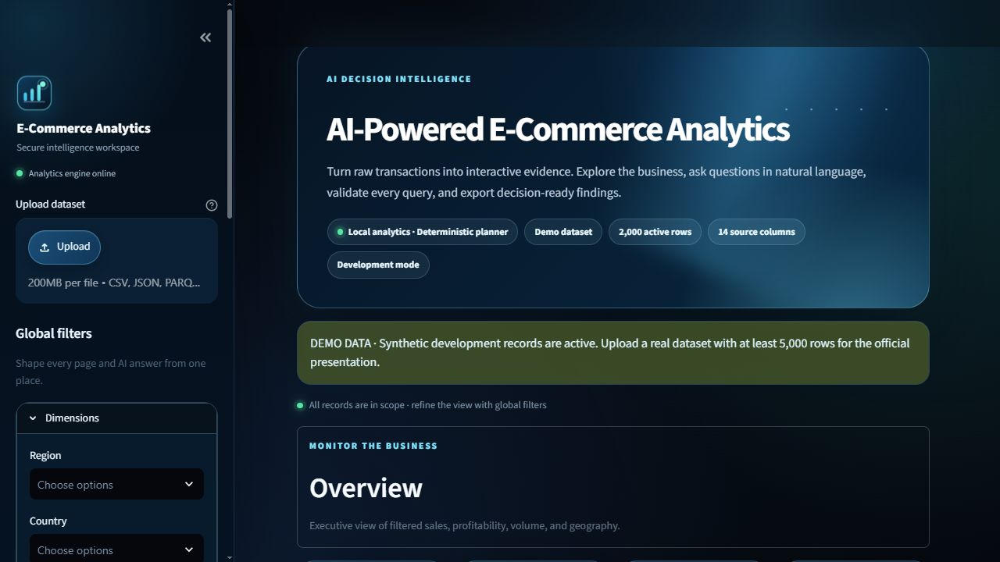 E-Commerce Analytics
Secure intelligence workspace
Analytics engine online
Upload dataset
Upload
200MB per file • CSV, JSON, PARQ...
Global filters
Shape every page and AI answer from one
place.
Dimensions
Region
Choose options
Country
Choose options
AI DECISION INTELLIGENCE
AI-Powered E-Commerce Analytics
Turn raw transactions into interactive evidence. Explore the business, ask questions in natural language,
validate every query, and export decision-ready findings.
Local analytics · Deterministic planner
Demo dataset
2,000 active rows
14 source columns
Development mode
DEMO DATA · Synthetic development records are active. Upload a real dataset with at least 5,000 rows for the official
presentation.
All records are in scope · refine the view with global filters
MONITOR THE BUSINESS
Overview
Executive view of filtered sales, profitability, volume, and geography.